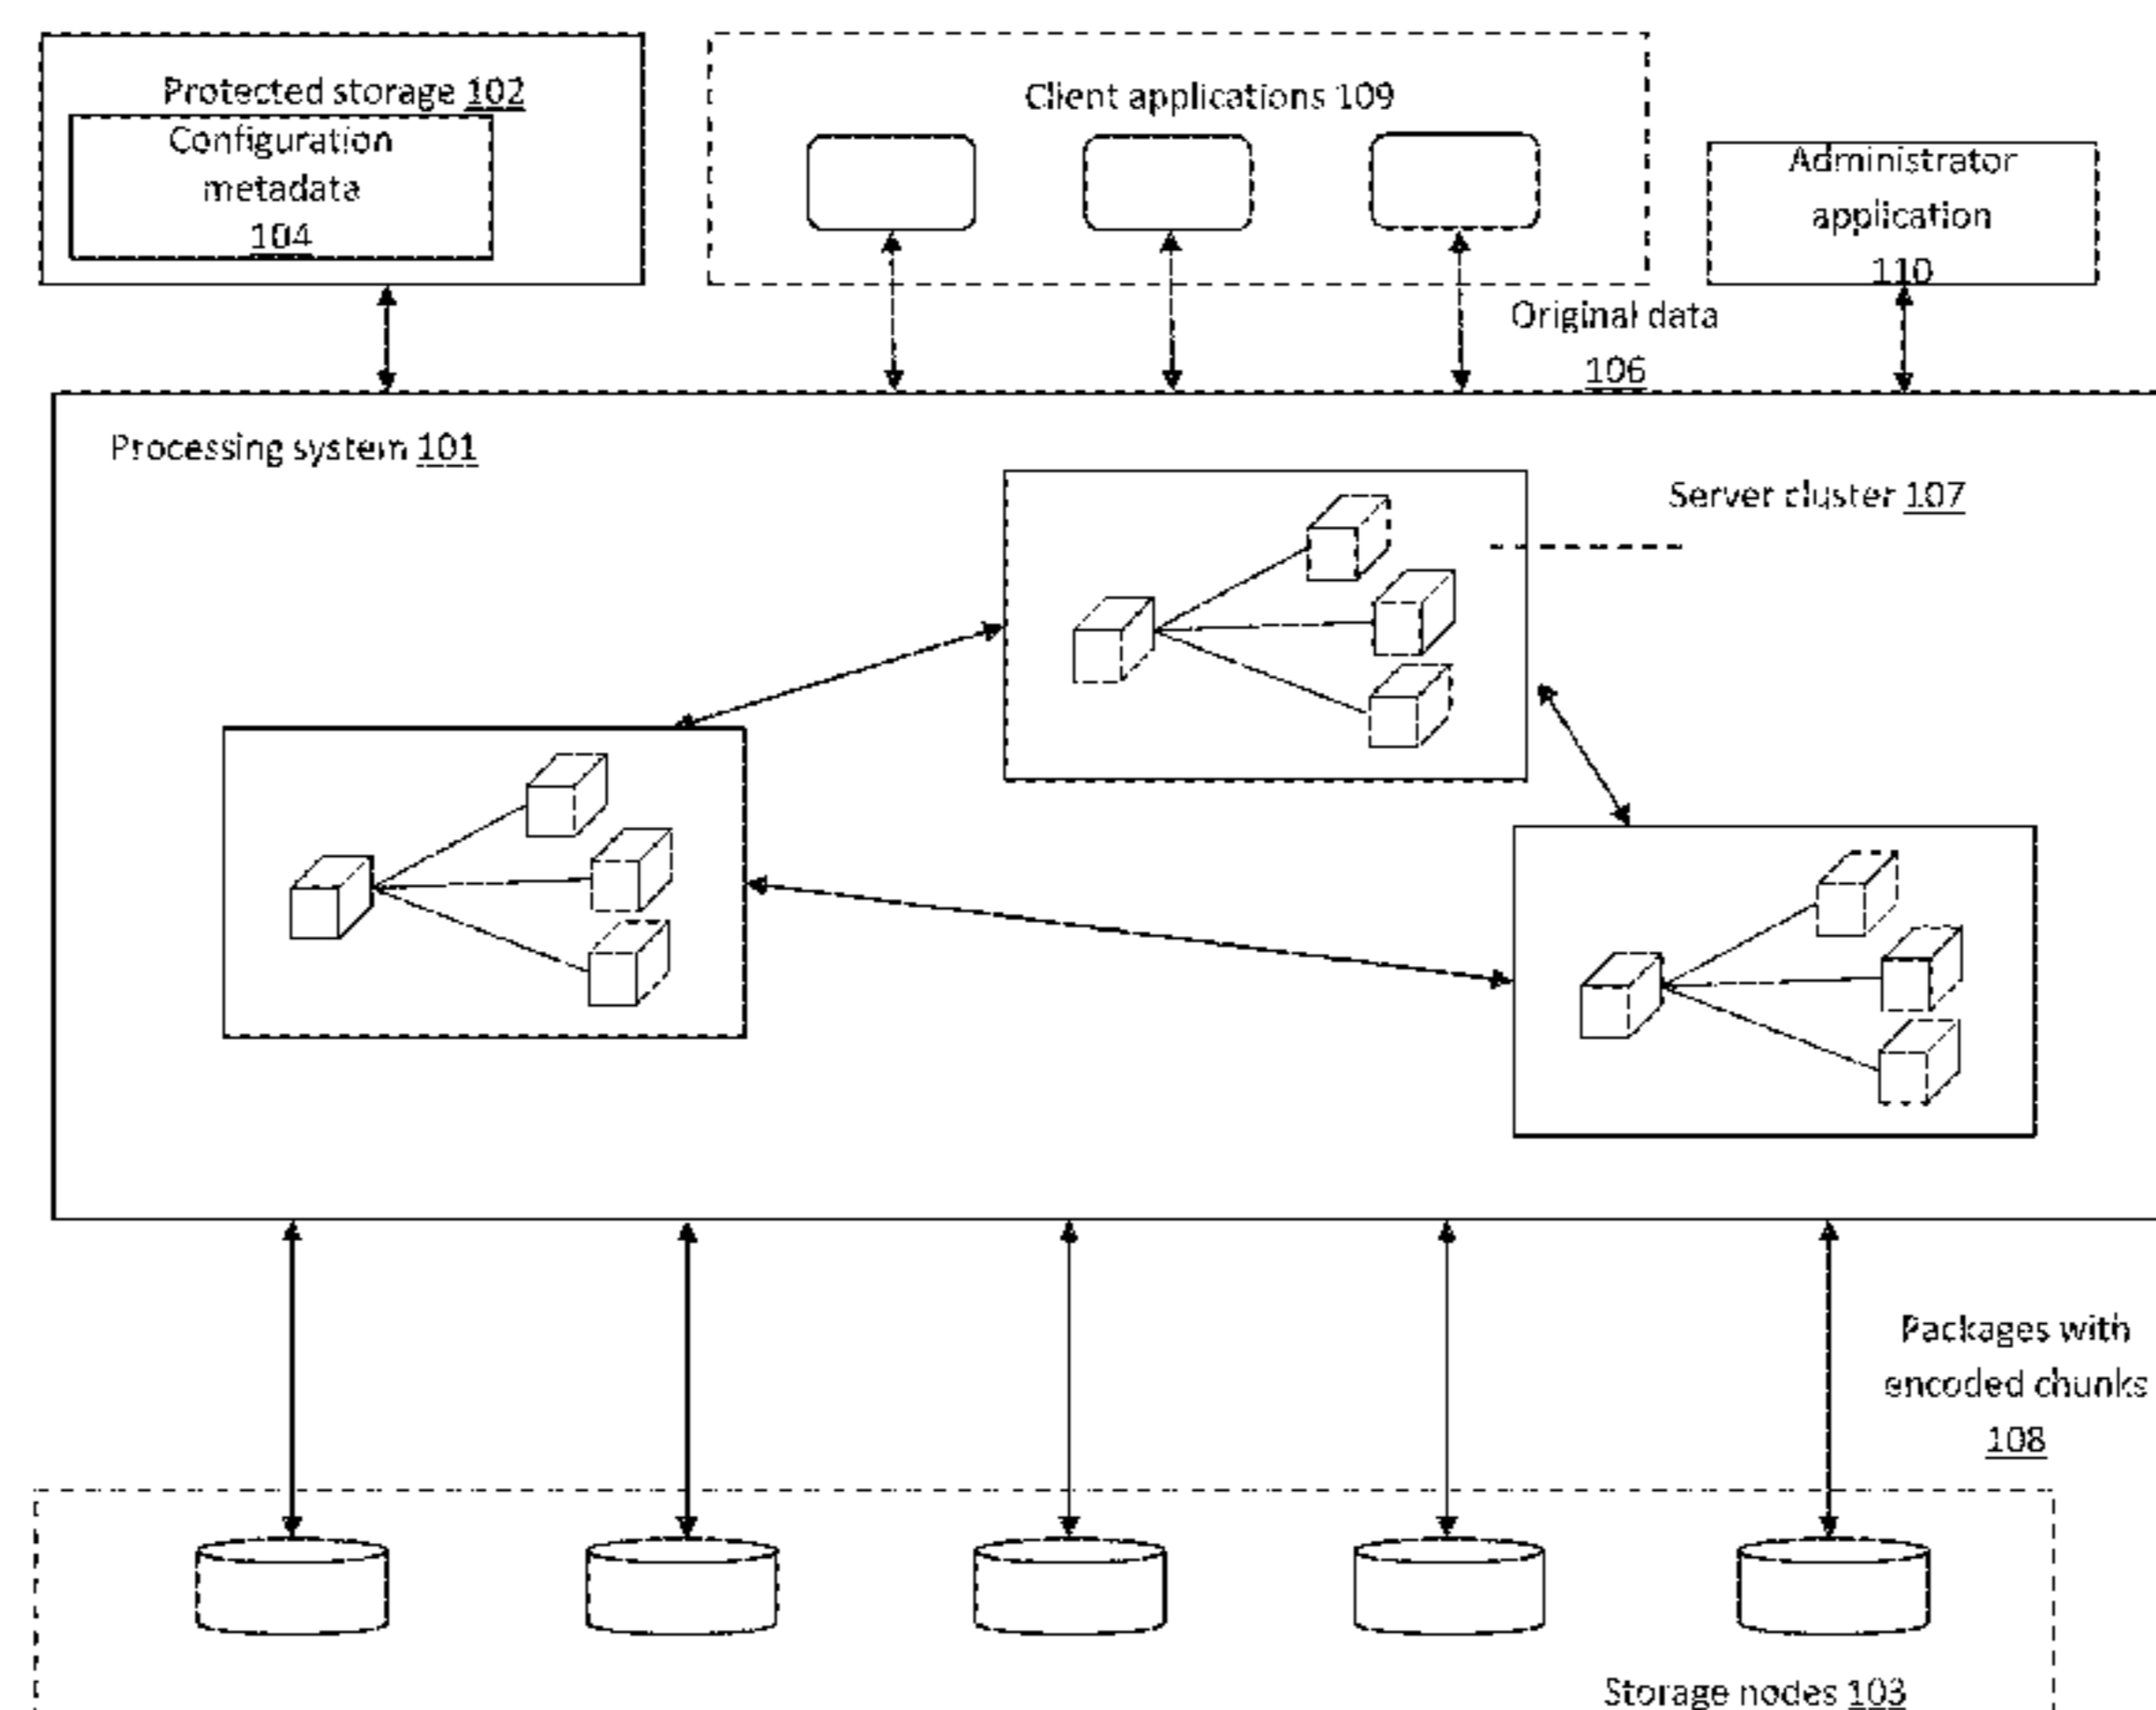 Protected storage 102
Configuration
metadata
104
Client applications 109
Administrator
application
110
Original data
106
Processing system 101
Server cluster 107
Packages with
encoded chunks
108
Storage nodes 103